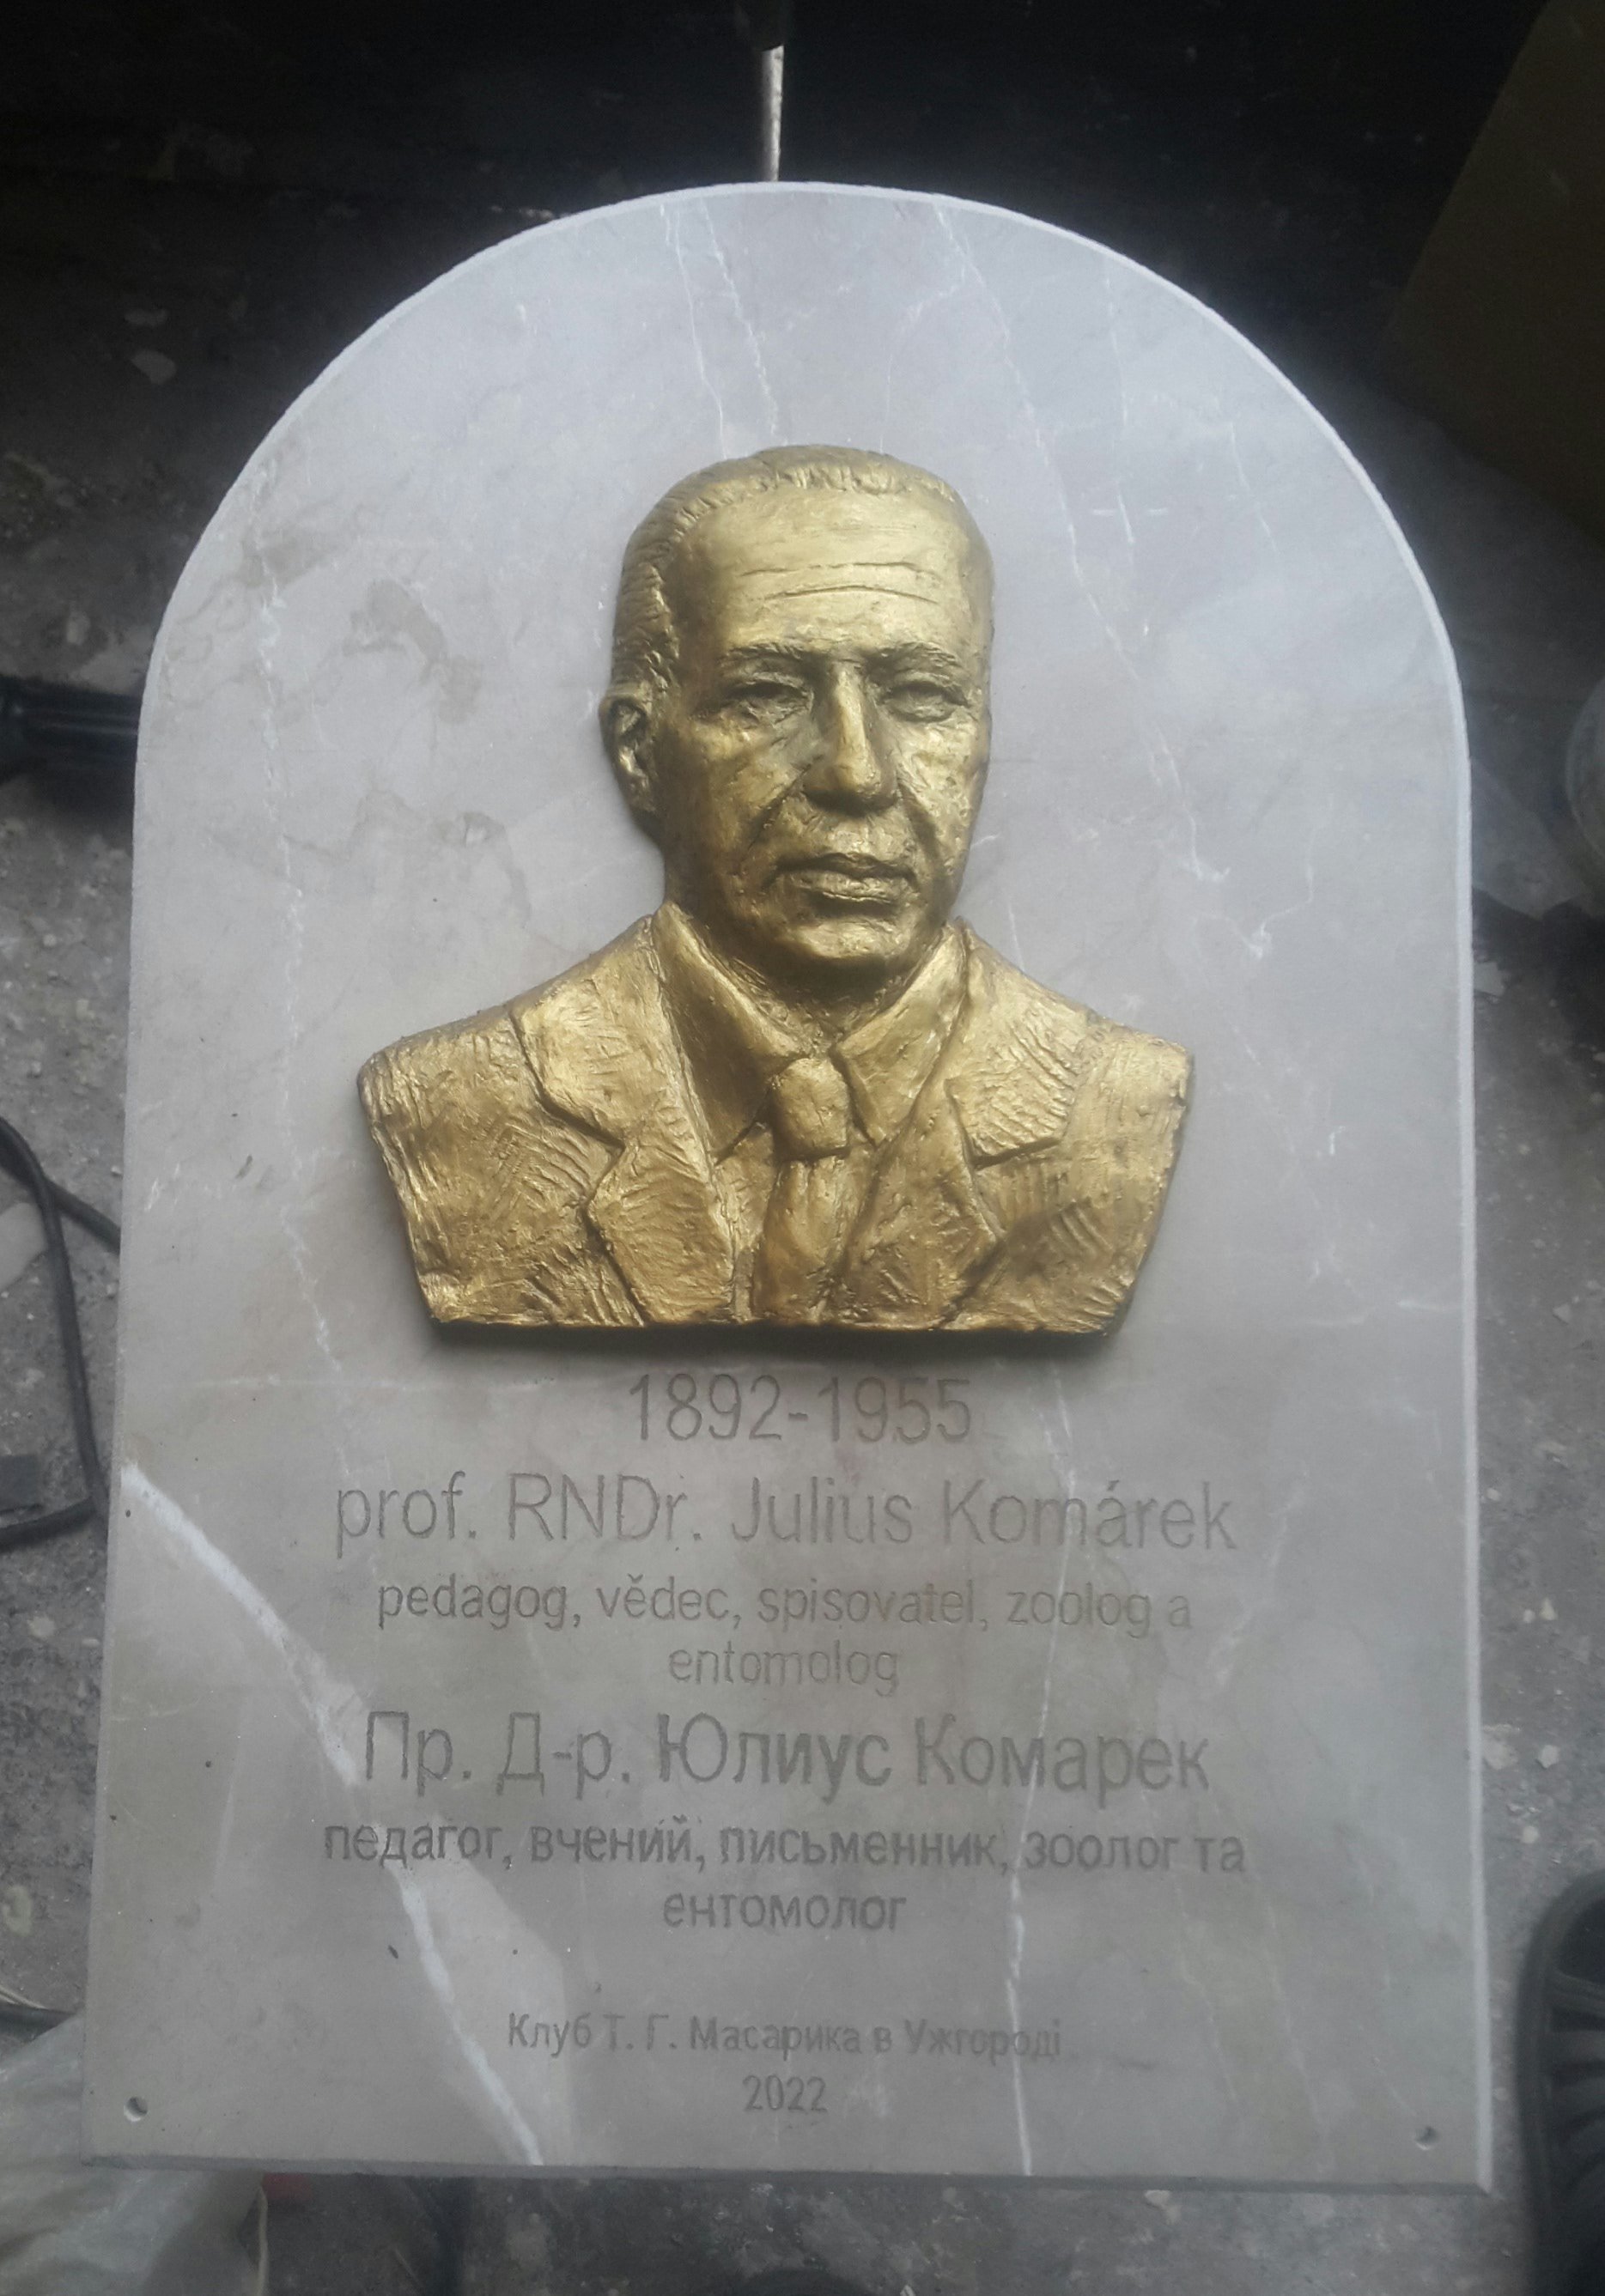 1892-1955
prof. RNDr. Julius Komárek
pedagog, vědec, spisovatel, zoolog a
entomolog
Пр. Д-р. Юлиус Комарек
педагог, вчений, письменник, зоолог та
ентомолог
Клуб Т. Г. Масарика в Ужгороді
2022